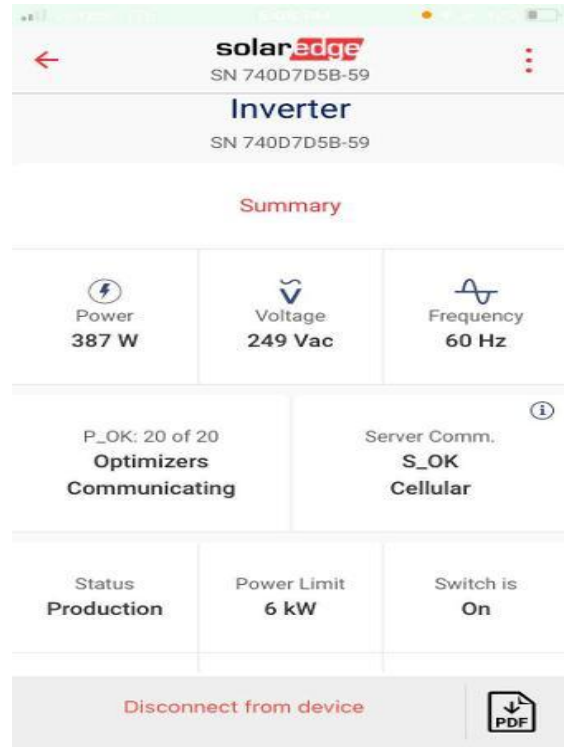 solaredge
SN 740D7D5B-59
Inverter
SN 740D7D5B-59
Summary
Power
387 W
Voltage
249 Vac
Frequency
60 Hz
P_OK: 20 of 20
Optimizers
Communicating
Server Comm.
S_OK
Cellular
Status
Production
Power Limit
6 kW
Switch is
On
Disconnect from device
PDF